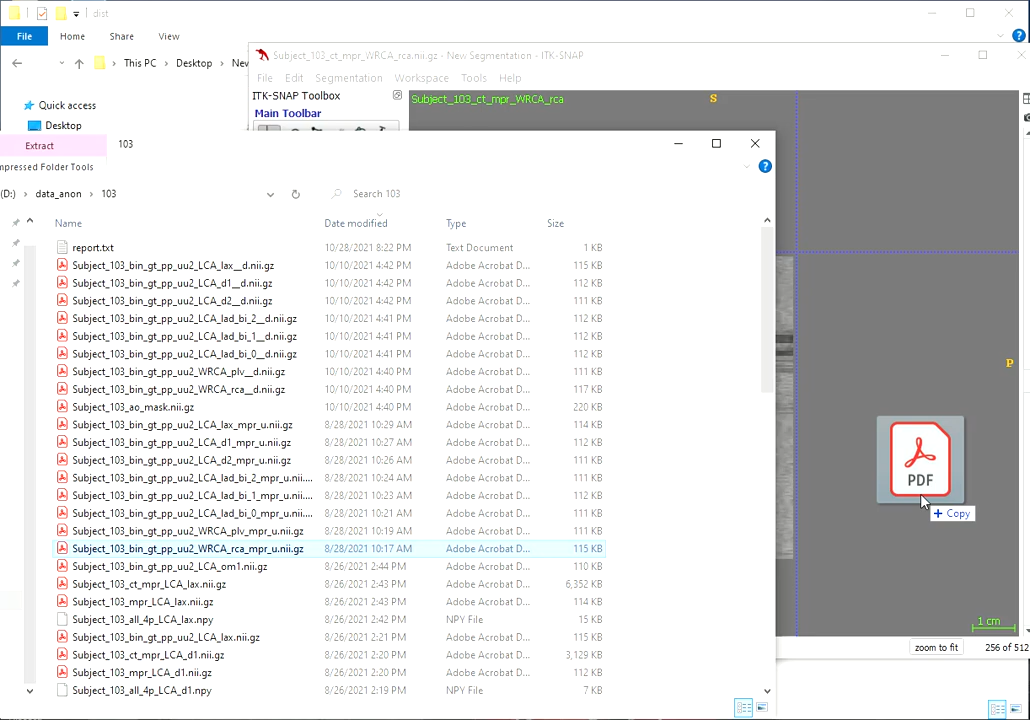 dist
File Home Share View
This PC Desktop New
Subject_103_ct_mpr_WRCA_rca.nii.gz - New Segmentation - ITK-SNAP
File Edit Segmentation Workspace Tools Help
Quick access
ITK-SNAP Toolbox
Subject_103_ct_mpr_WRCA_rca
S
Main Toolbar
Desktop
Extract 103
mpressed Folder Tools
(D:) data_anon 103 Search 103
Name Date modified Type Size
report.txt 10/28/2021 8:22 PM Text Document 1 KB
Subject_103_bin_gt_pp_uu2_LCA_lax__d.nii.gz 10/10/2021 4:42 PM Adobe Acrobat D... 115 KB
Subject_103_bin_gt_pp_uu2_LCA_d1__d.nii.gz 10/10/2021 4:42 PM Adobe Acrobat D... 112 KB
Subject_103_bin_gt_pp_uu2_LCA_d2__d.nii.gz 10/10/2021 4:42 PM Adobe Acrobat D... 111 KB
Subject_103_bin_gt_pp_uu2_LCA_lad_bi_2__d.nii.gz 10/10/2021 4:41 PM Adobe Acrobat D... 112 KB
Subject_103_bin_gt_pp_uu2_LCA_lad_bi_1__d.nii.gz 10/10/2021 4:41 PM Adobe Acrobat D... 112 KB
Subject_103_bin_gt_pp_uu2_LCA_lad_bi_0__d.nii.gz 10/10/2021 4:41 PM Adobe Acrobat D... 112 KB
Subject_103_bin_gt_pp_uu2_WRCA_plv__d.nii.gz 10/10/2021 4:40 PM Adobe Acrobat D... 111 KB
Subject_103_bin_gt_pp_uu2_WRCA_rca__d.nii.gz 10/10/2021 4:40 PM Adobe Acrobat D... 117 KB
Subject_103_ao_mask.nii.gz 10/10/2021 4:40 PM Adobe Acrobat D... 220 KB
Subject_103_bin_gt_pp_uu2_LCA_lax_mpr_u.nii.gz 8/28/2021 10:29 AM Adobe Acrobat D... 114 KB
Subject_103_bin_gt_pp_uu2_LCA_d1_mpr_u.nii.gz 8/28/2021 10:27 AM Adobe Acrobat D... 112 KB
Subject_103_bin_gt_pp_uu2_LCA_d2_mpr_u.nii.gz 8/28/2021 10:26 AM Adobe Acrobat D... 111 KB
Subject_103_bin_gt_pp_uu2_LCA_lad_bi_2_mpr_u.nii.... 8/28/2021 10:24 AM Adobe Acrobat D... 111 KB
Subject_103_bin_gt_pp_uu2_LCA_lad_bi_1_mpr_u.nii.... 8/28/2021 10:23 AM Adobe Acrobat D... 112 KB
Subject_103_bin_gt_pp_uu2_LCA_lad_bi_0_mpr_u.nii.... 8/28/2021 10:21 AM Adobe Acrobat D... 111 KB
Subject_103_bin_gt_pp_uu2_WRCA_plv_mpr_u.nii.gz 8/28/2021 10:19 AM Adobe Acrobat D... 111 KB
Subject_103_bin_gt_pp_uu2_WRCA_rca_mpr_u.nii.gz 8/28/2021 10:17 AM Adobe Acrobat D... 115 KB
Subject_103_bin_gt_pp_uu2_LCA_om1.nii.gz 8/26/2021 2:44 PM Adobe Acrobat D... 110 KB
Subject_103_ct_mpr_LCA_lax.nii.gz 8/26/2021 2:43 PM Adobe Acrobat D... 6,352 KB
Subject_103_mpr_LCA_lax.nii.gz 8/26/2021 2:43 PM Adobe Acrobat D... 114 KB
Subject_103_all_4p_LCA_lax.npy 8/26/2021 2:42 PM NPY File 15 KB
Subject_103_bin_gt_pp_uu2_LCA_lax.nii.gz 8/26/2021 2:21 PM Adobe Acrobat D... 115 KB
Subject_103_ct_mpr_LCA_d1.nii.gz 8/26/2021 2:20 PM Adobe Acrobat D... 3,129 KB
Subject_103_mpr_LCA_d1.nii.gz 8/26/2021 2:20 PM Adobe Acrobat D... 112 KB
Subject_103_all_4p_LCA_d1.npy 8/26/2021 2:19 PM NPY File 7 KB
P
PDF
+ Copy
1 cm
zoom to fit 256 of 512